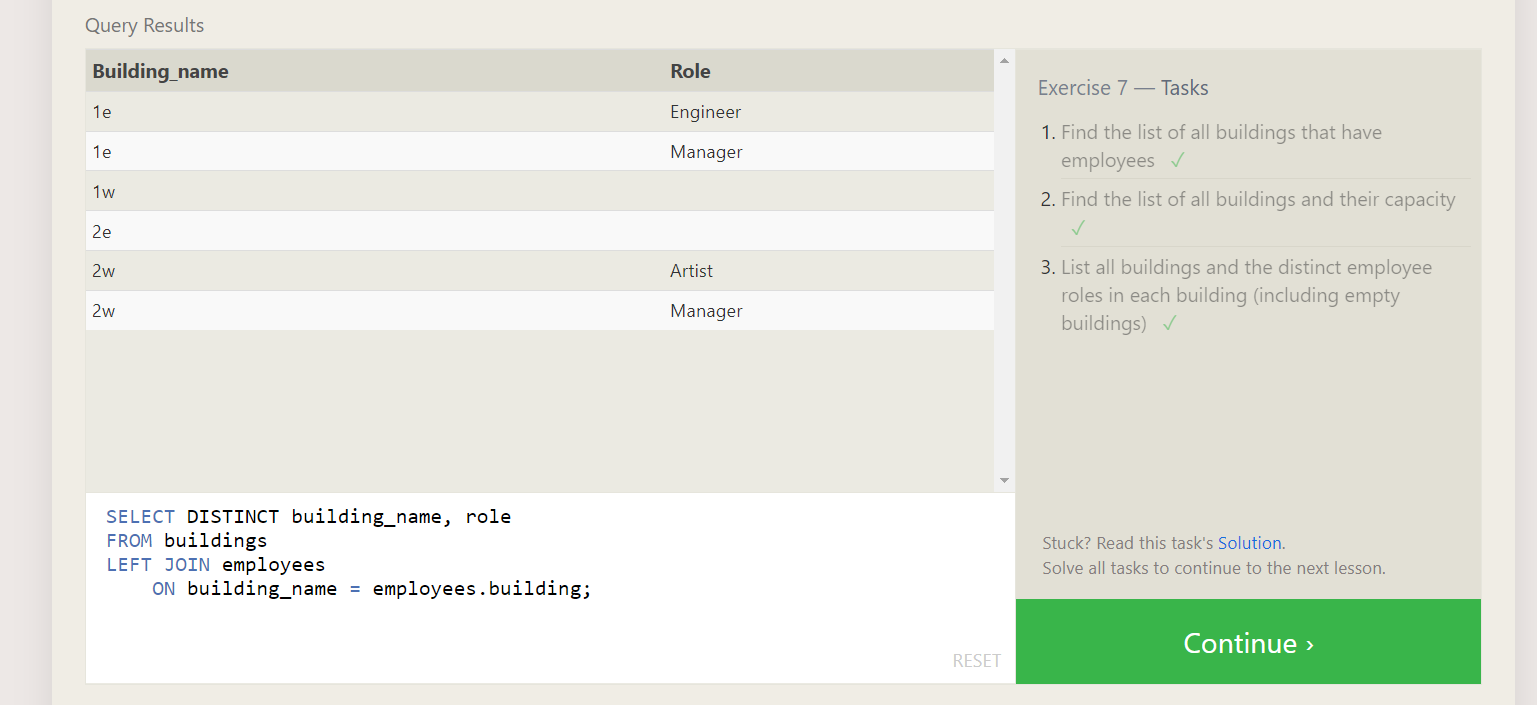 Query Results
Building_name Role
1e Engineer
1e Manager
1w
2e
2w Artist
2w Manager
SELECT DISTINCT building_name, role
FROM buildings
LEFT JOIN employees
    ON building_name = employees.building;
RESET
Exercise 7 — Tasks
1. Find the list of all buildings that have
employees ✓
2. Find the list of all buildings and their capacity
✓
3. List all buildings and the distinct employee
roles in each building (including empty
buildings) ✓
Stuck? Read this task's Solution.
Solve all tasks to continue to the next lesson.
Continue ›